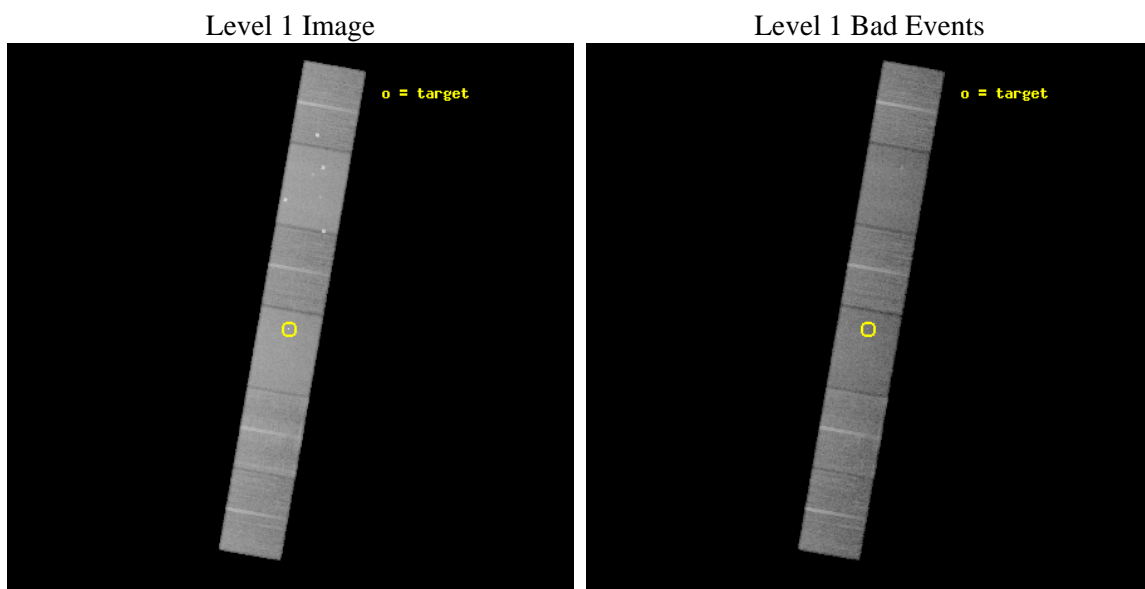 Level 1 Image
Level 1 Bad Events
o = target
o = target